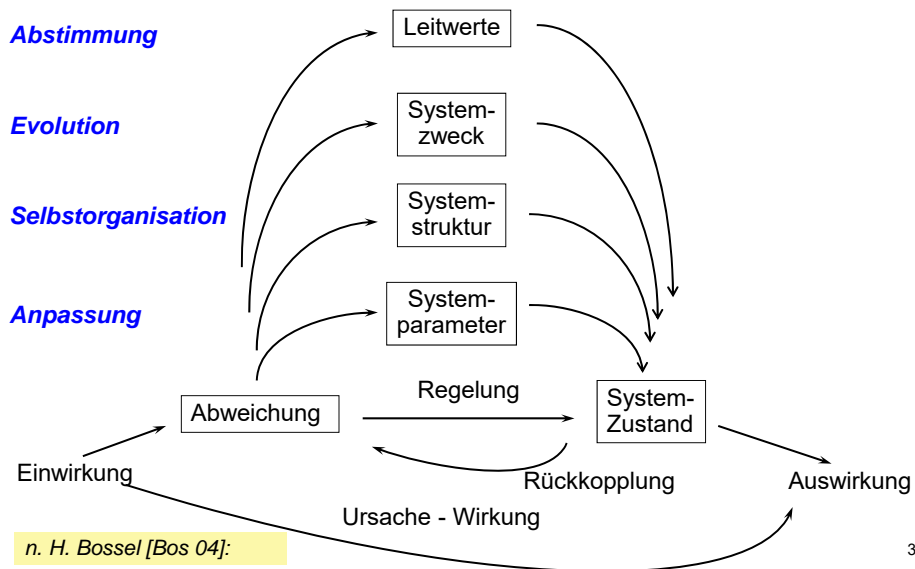 Abstimmung
Leitwerte
Evolution
System-
zweck
Selbstorganisation
System-
struktur
Anpassung
System-
parameter
Regelung
Abweichung
System-
Zustand
Einwirkung
Rückkopplung
Auswirkung
Ursache - Wirkung
n. H. Bossel [Bos 04]:
3